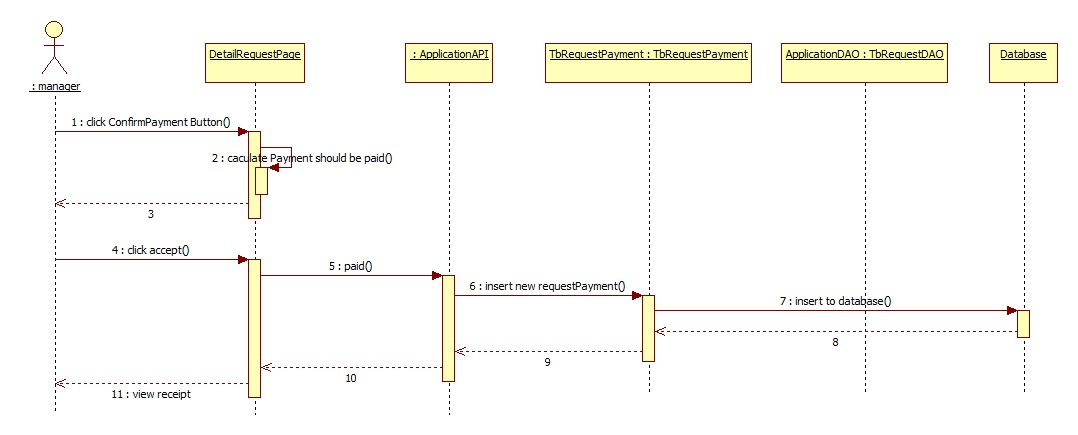 DetailRequestPage
: ApplicationAPI
TbRequestPayment : TbRequestPayment
ApplicationDAO : TbRequestDAO
Database
: manager
1 : click ConfirmPayment Button()
2 : caculate Payment should be paid()
3
4 : click accept()
5 : paid()
6 : insert new requestPayment()
7 : insert to database()
8
9
10
11 : view receipt